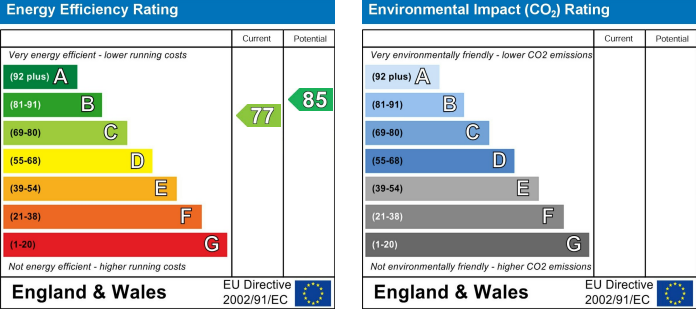 Energy Efficiency Rating
Current Potential
Very energy efficient - lower running costs
(92 plus) A
(81-91) B
(69-80) C
(55-68) D
(39-54) E
(21-38) F
(1-20) G
77
85
Not energy efficient - higher running costs
England & Wales
EU Directive
2002/91/EC
Environmental Impact (CO₂) Rating
Current Potential
Very environmentally friendly - lower CO2 emissions
(92 plus) A
(81-91) B
(69-80) C
(55-68) D
(39-54) E
(21-38) F
(1-20) G
Not environmentally friendly - higher CO2 emissions
England & Wales
EU Directive
2002/91/EC